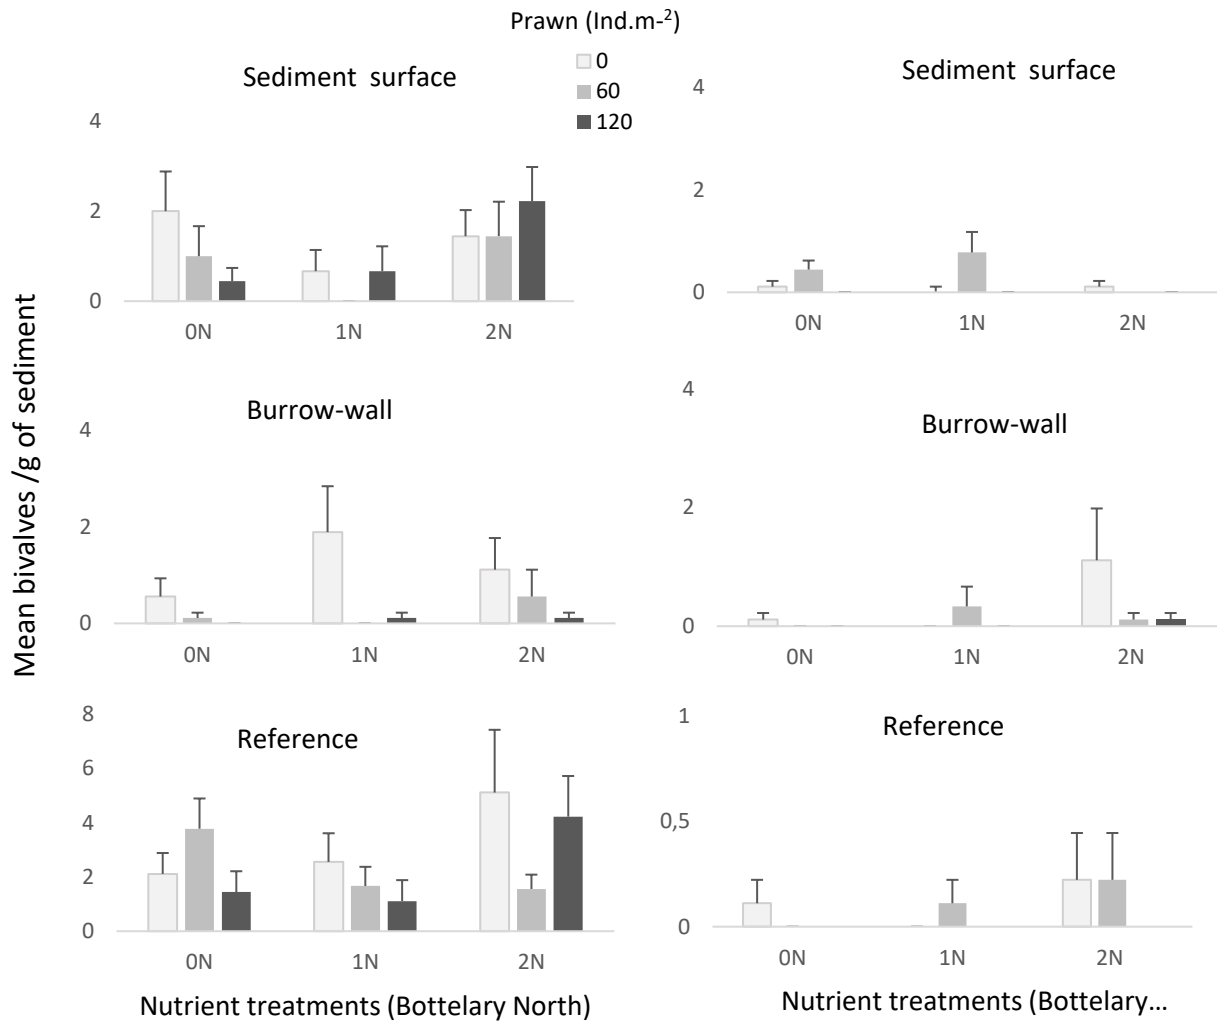 Prawn (Ind.m-²)
0
60
120
Sediment surface
4
2
0
0N 1N 2N
Sediment surface
4
2
0
0N 1N 2N
Mean bivalves /g of sediment
Burrow-wall
4
2
0
0N 1N 2N
Burrow-wall
4
2
0
0N 1N 2N
Reference
8
6
4
2
0
0N 1N 2N
Nutrient treatments (Bottelary North)
Reference
1
0,5
0
0N 1N 2N
Nutrient treatments (Bottelary...